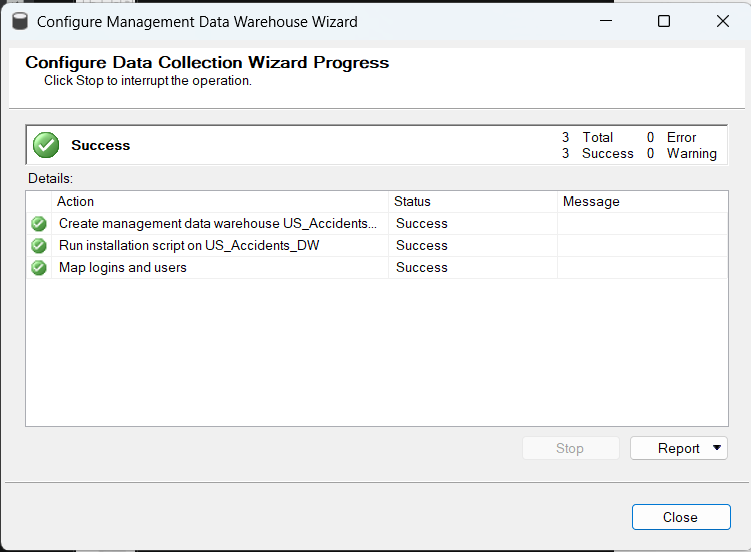 Configure Management Data Warehouse Wizard
Configure Data Collection Wizard Progress
Click Stop to interrupt the operation.
Success
3 Total 0 Error
3 Success 0 Warning
Details:
Action Status Message
Create management data warehouse US_Accidents... Success
Run installation script on US_Accidents_DW Success
Map logins and users Success
Stop Report
Close